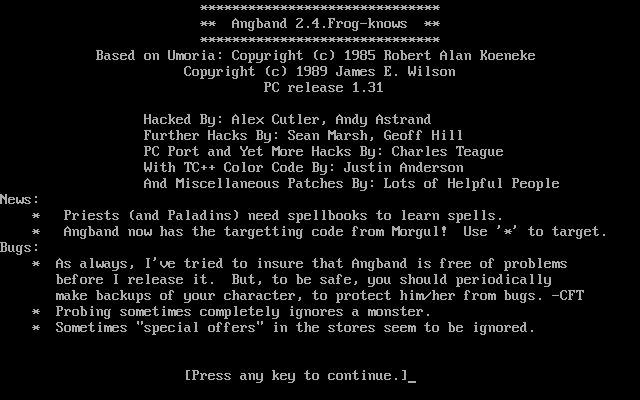 ******************************
** Angband 2.4.Frog-knows **
******************************
Based on Umoria: Copyright (c) 1985 Robert Alan Koeneke
Copyright (c) 1989 James E. Wilson
PC release 1.31
Hacked By: Alex Cutler, Andy Astrand
Further Hacks By: Sean Marsh, Geoff Hill
PC Port and Yet More Hacks By: Charles Teague
With TC++ Color Code By: Justin Anderson
And Miscellaneous Patches By: Lots of Helpful People
News:
* Priests (and Paladins) need spellbooks to learn spells.
* Angband now has the targetting code from Morgul! Use '*' to target.
Bugs:
* As always, I've tried to insure that Angband is free of problems
before I release it. But, to be safe, you should periodically
make backups of your character, to protect him/her from bugs. -CFT
* Probing sometimes completely ignores a monster.
* Sometimes "special offers" in the stores seem to be ignored.
[Press any key to continue.]_